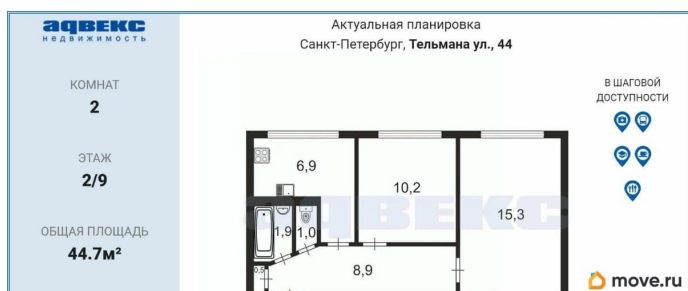 адвекс
НЕДВИЖИМОСТЬ
КОМНАТ
2
ЭТАЖ
2/9
ОБЩАЯ ПЛОЩАДЬ
44.7м²
Актуальная планировка
Санкт-Петербург, Тельмана ул., 44
6,9
10,2
15,3
1,9
1,0
0,5
8,9
адвекс
В ШАГОВОЙ
ДОСТУПНОСТИ
move.ru